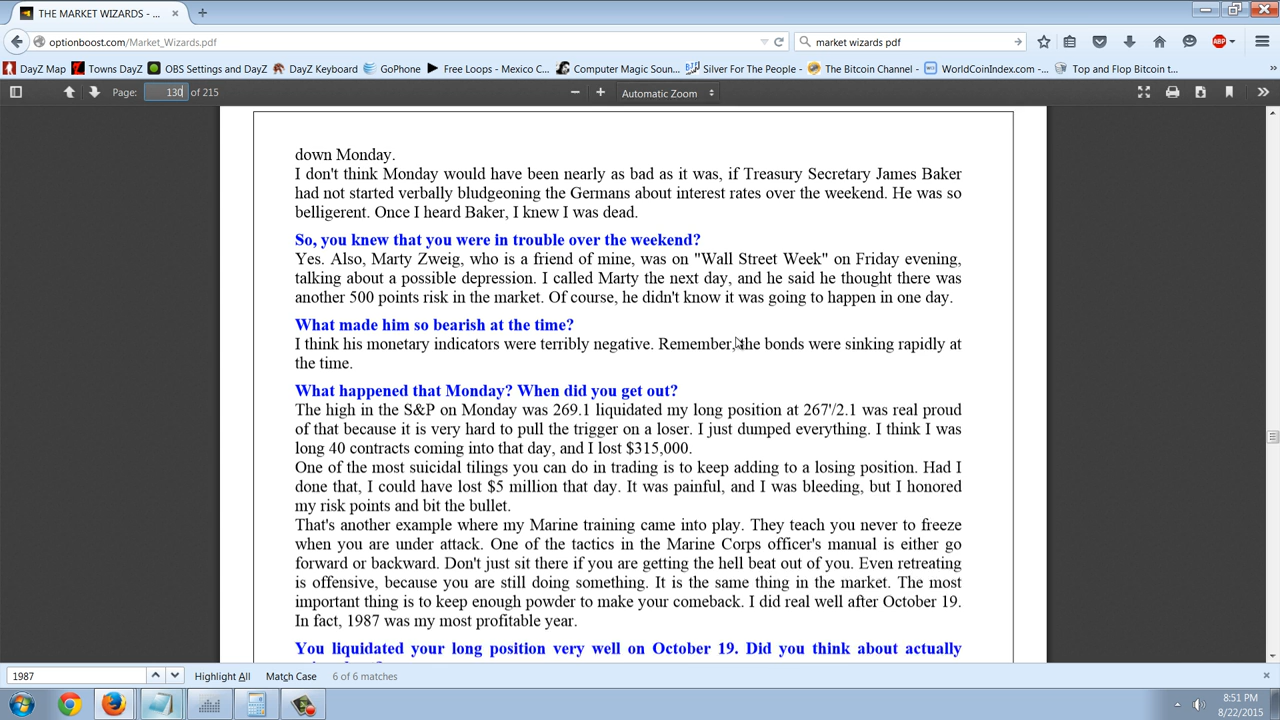 THE MARKET WIZARDS - ...
optionboost.com/Market_Wizards.pdf
market wizards pdf
ABP
DayZ Map
Towns DayZ
OBS Settings and DayZ
DayZ Keyboard
GoPhone
Free Loops - Mexico C...
Computer Magic Soun...
Silver For The People - ...
The Bitcoin Channel - ...
WorldCoinIndex.com -...
Top and Flop Bitcoin t...
Page: 130 of 215
Automatic Zoom
down Monday.
I don't think Monday would have been nearly as bad as it was, if Treasury Secretary James Baker
had not started verbally bludgeoning the Germans about interest rates over the weekend. He was so
belligerent. Once I heard Baker, I knew I was dead.
So, you knew that you were in trouble over the weekend?
Yes. Also, Marty Zweig, who is a friend of mine, was on "Wall Street Week" on Friday evening,
talking about a possible depression. I called Marty the next day, and he said he thought there was
another 500 points risk in the market. Of course, he didn't know it was going to happen in one day.
What made him so bearish at the time?
I think his monetary indicators were terribly negative. Remember, the bonds were sinking rapidly at
the time.
What happened that Monday? When did you get out?
The high in the S&P on Monday was 269.1 liquidated my long position at 267'/2.1 was real proud
of that because it is very hard to pull the trigger on a loser. I just dumped everything. I think I was
long 40 contracts coming into that day, and I lost $315,000.
One of the most suicidal tilings you can do in trading is to keep adding to a losing position. Had I
done that, I could have lost $5 million that day. It was painful, and I was bleeding, but I honored
my risk points and bit the bullet.
That's another example where my Marine training came into play. They teach you never to freeze
when you are under attack. One of the tactics in the Marine Corps officer's manual is either go
forward or backward. Don't just sit there if you are getting the hell beat out of you. Even retreating
is offensive, because you are still doing something. It is the same thing in the market. The most
important thing is to keep enough powder to make your comeback. I did real well after October 19.
In fact, 1987 was my most profitable year.
You liquidated your long position very well on October 19. Did you think about actually
1987
Highlight All
Match Case
6 of 6 matches
8:51 PM
8/22/2015